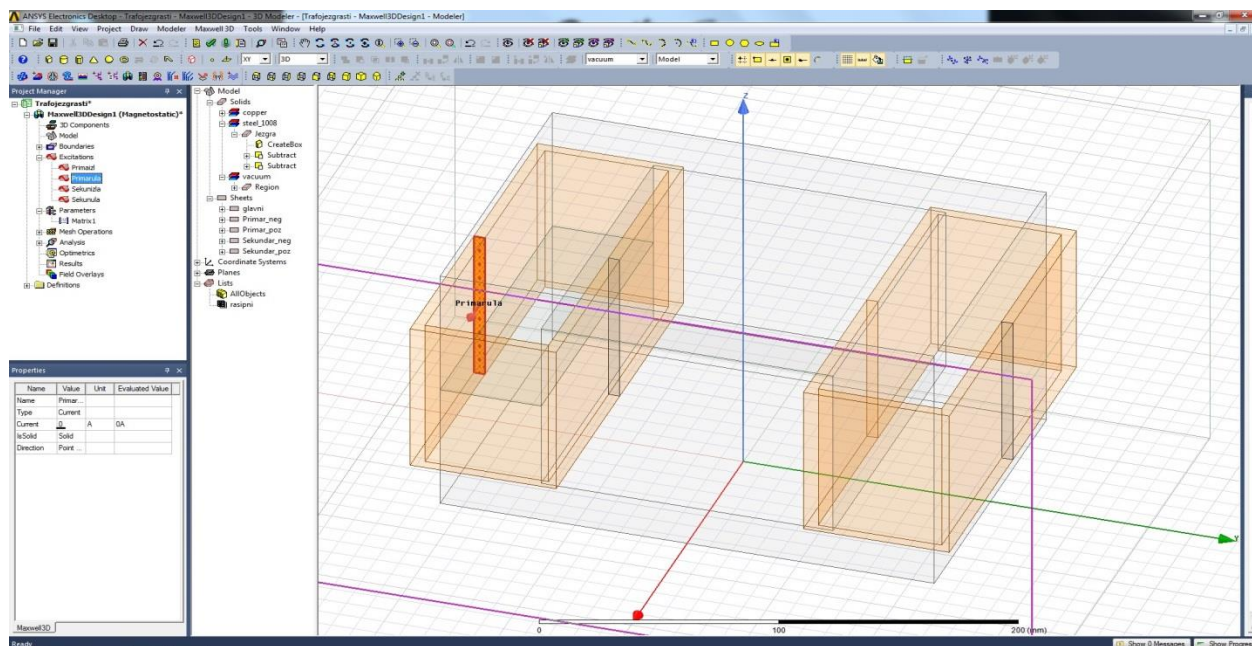 ANSYS Electronics Desktop - Trafojezgrasti - Maxwell3DDesign1 - 3D Modeler - [Trafojezgrasti - Maxwell3DDesign1 - Modeler]
File Edit View Project Draw Modeler Maxwell 3D Tools Window Help
XY 3D vacuum Model
Project Manager
Trafojezgrasti*
Maxwell3DDesign1 (Magnetostatic)*
3D Components
Model
Boundaries
Excitations
Primaizl
Primarula
Sekunizla
Sekunula
Parameters
Matrix1
Mesh Operations
Analysis
Optimetrics
Results
Field Overlays
Definitions
Model
Solids
copper
steel_1008
Jezgra
CreateBox
Subtract
Subtract
vacuum
Region
Sheets
glavni
Primar_neg
Primar_poz
Sekundar_neg
Sekundar_poz
Coordinate Systems
Planes
Lists
AllObjects
rasipni
Properties
Name Value Unit Evaluated Value
Name Primar...
Type Current
Current 0 A 0A
IsSolid Solid
Direction Point ...
Maxwell3D
Z
Primarula
Y
0 100 200 (mm)
Ready
Show 0 Messages Show Progress